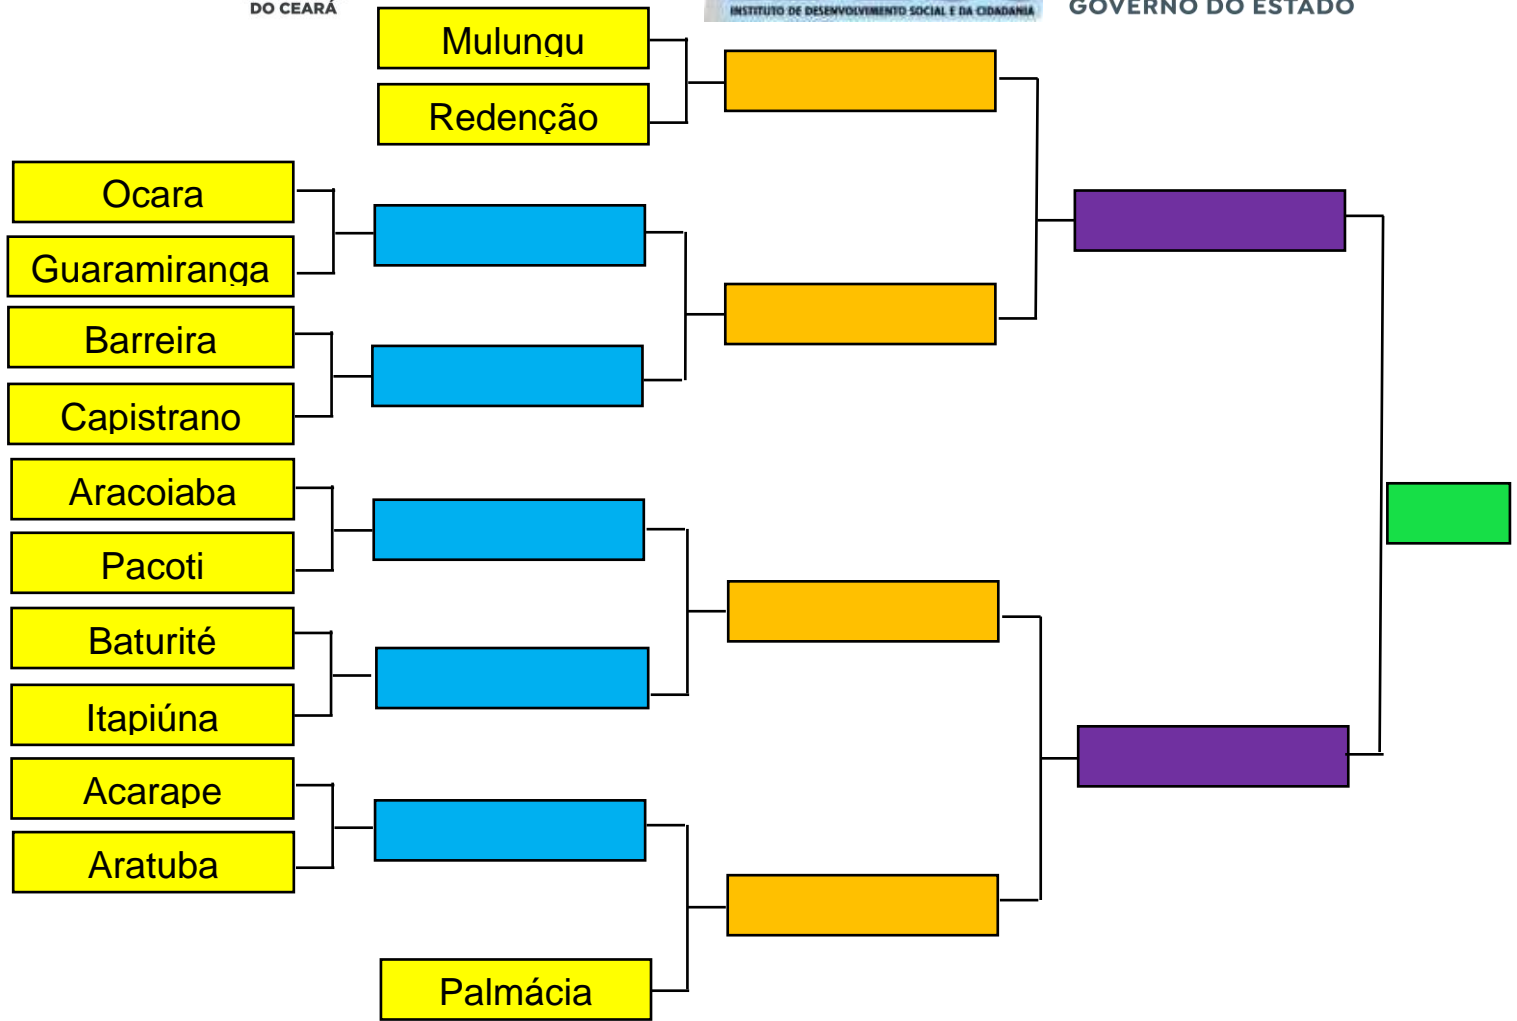 DO CEARÁ
INSTITUTO DE DESENVOLVIMENTO SOCIAL E DA CIDADANIA
GOVERNO DO ESTADO
Mulungu
Redenção
Ocara
Guaramiranga
Barreira
Capistrano
Aracoiaba
Pacoti
Baturité
Itapiúna
Acarape
Aratuba
Palmácia